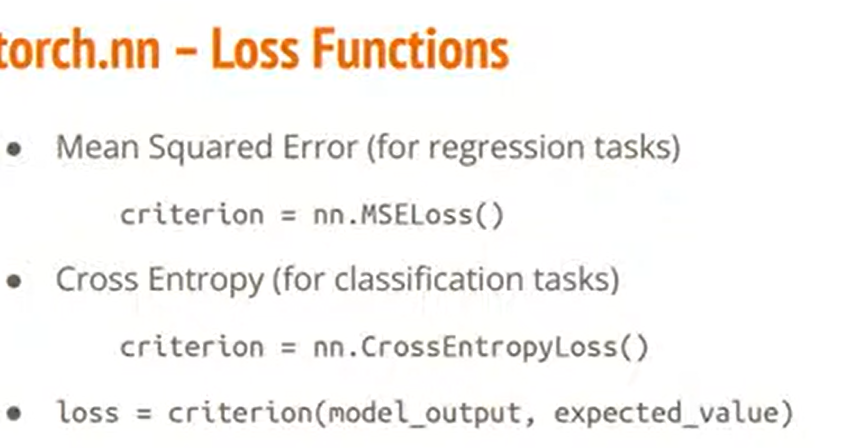 torch.nn – Loss Functions
● Mean Squared Error (for regression tasks)
criterion = nn.MSELoss()
● Cross Entropy (for classification tasks)
criterion = nn.CrossEntropyLoss()
● loss = criterion(model_output, expected_value)